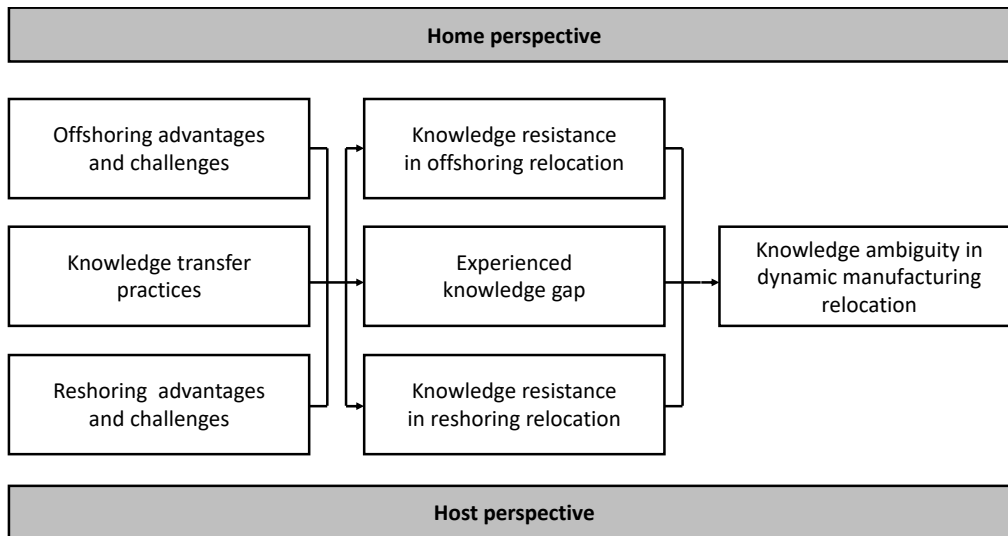 Home perspective
Offshoring advantages
and challenges
Knowledge resistance
in offshoring relocation
Knowledge transfer
practices
Experienced
knowledge gap
Knowledge ambiguity in
dynamic manufacturing
relocation
Reshoring advantages
and challenges
Knowledge resistance
in reshoring relocation
Host perspective